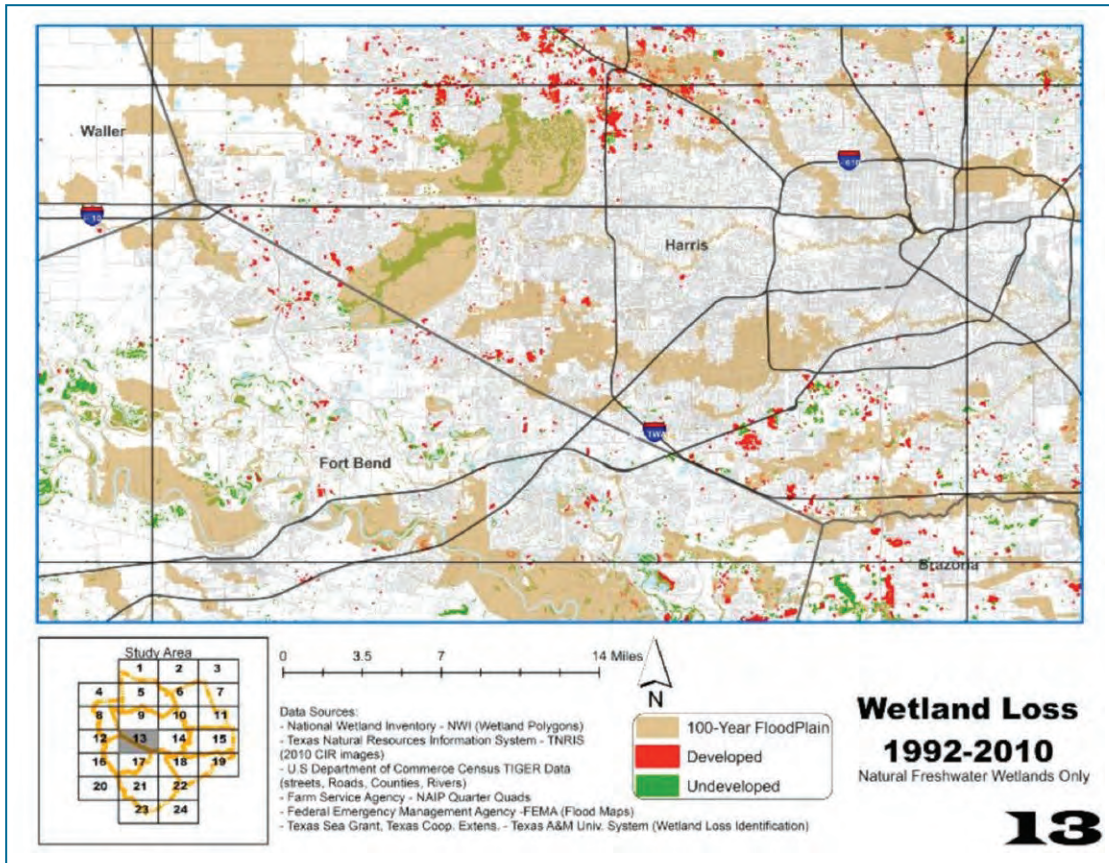 Waller
610
10
Harris
TW
Fort Bend
Brazoria
Study Area
1 2 3
4 5 6 7
8 9 10 11
12 13 14 15
16 17 18 19
20 21 22
23 24
0 3.5 7 14 Miles
N
Data Sources:
- National Wetland Inventory - NWI (Wetland Polygons)
- Texas Natural Resources Information System - TNRIS
(2010 CIR images)
- U.S Department of Commerce Census TIGER Data
(streets, Roads, Counties, Rivers)
- Farm Service Agency - NAIP Quarter Quads
- Federal Emergency Management Agency -FEMA (Flood Maps)
- Texas Sea Grant, Texas Coop. Extens. - Texas A&M Univ. System (Wetland Loss Identification)
100-Year FloodPlain
Developed
Undeveloped
Wetland Loss
1992-2010
Natural Freshwater Wetlands Only
13